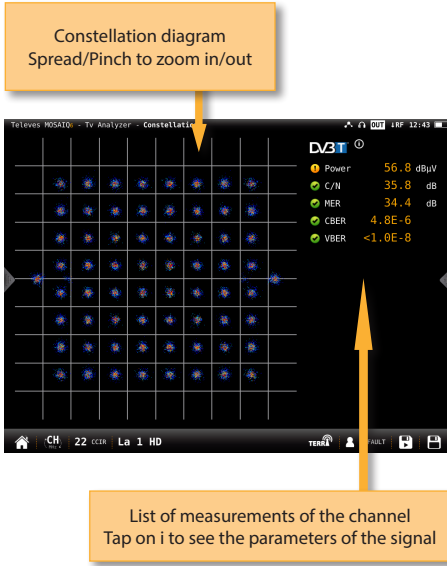 Constellation diagram
Spread/Pinch to zoom in/out
Televes MOSAIQ6 - Tv Analyzer - Constellatio
OUT ↓RF 12:43
DVB T i
! Power 56.8 dBµV
C/N 35.8 dB
MER 34.4 dB
CBER 4.8E-6
VBER <1.0E-8
CH 22 CCIR La 1 HD TERR AULT
List of measurements of the channel
Tap on i to see the parameters of the signal